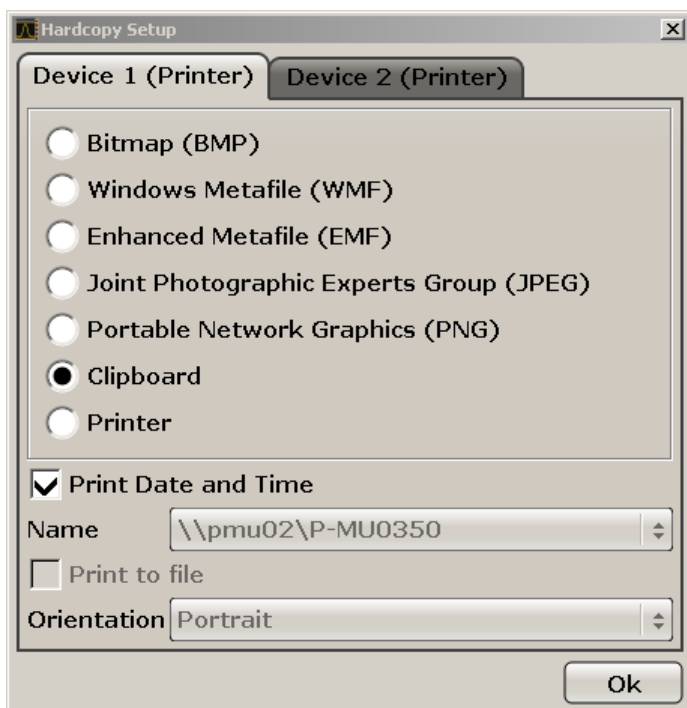 Hardcopy Setup
Device 1 (Printer)
Device 2 (Printer)
Bitmap (BMP)
Windows Metafile (WMF)
Enhanced Metafile (EMF)
Joint Photographic Experts Group (JPEG)
Portable Network Graphics (PNG)
Clipboard
Printer
Print Date and Time
Name \\pmu02\P-MU0350
Print to file
Orientation Portrait
Ok